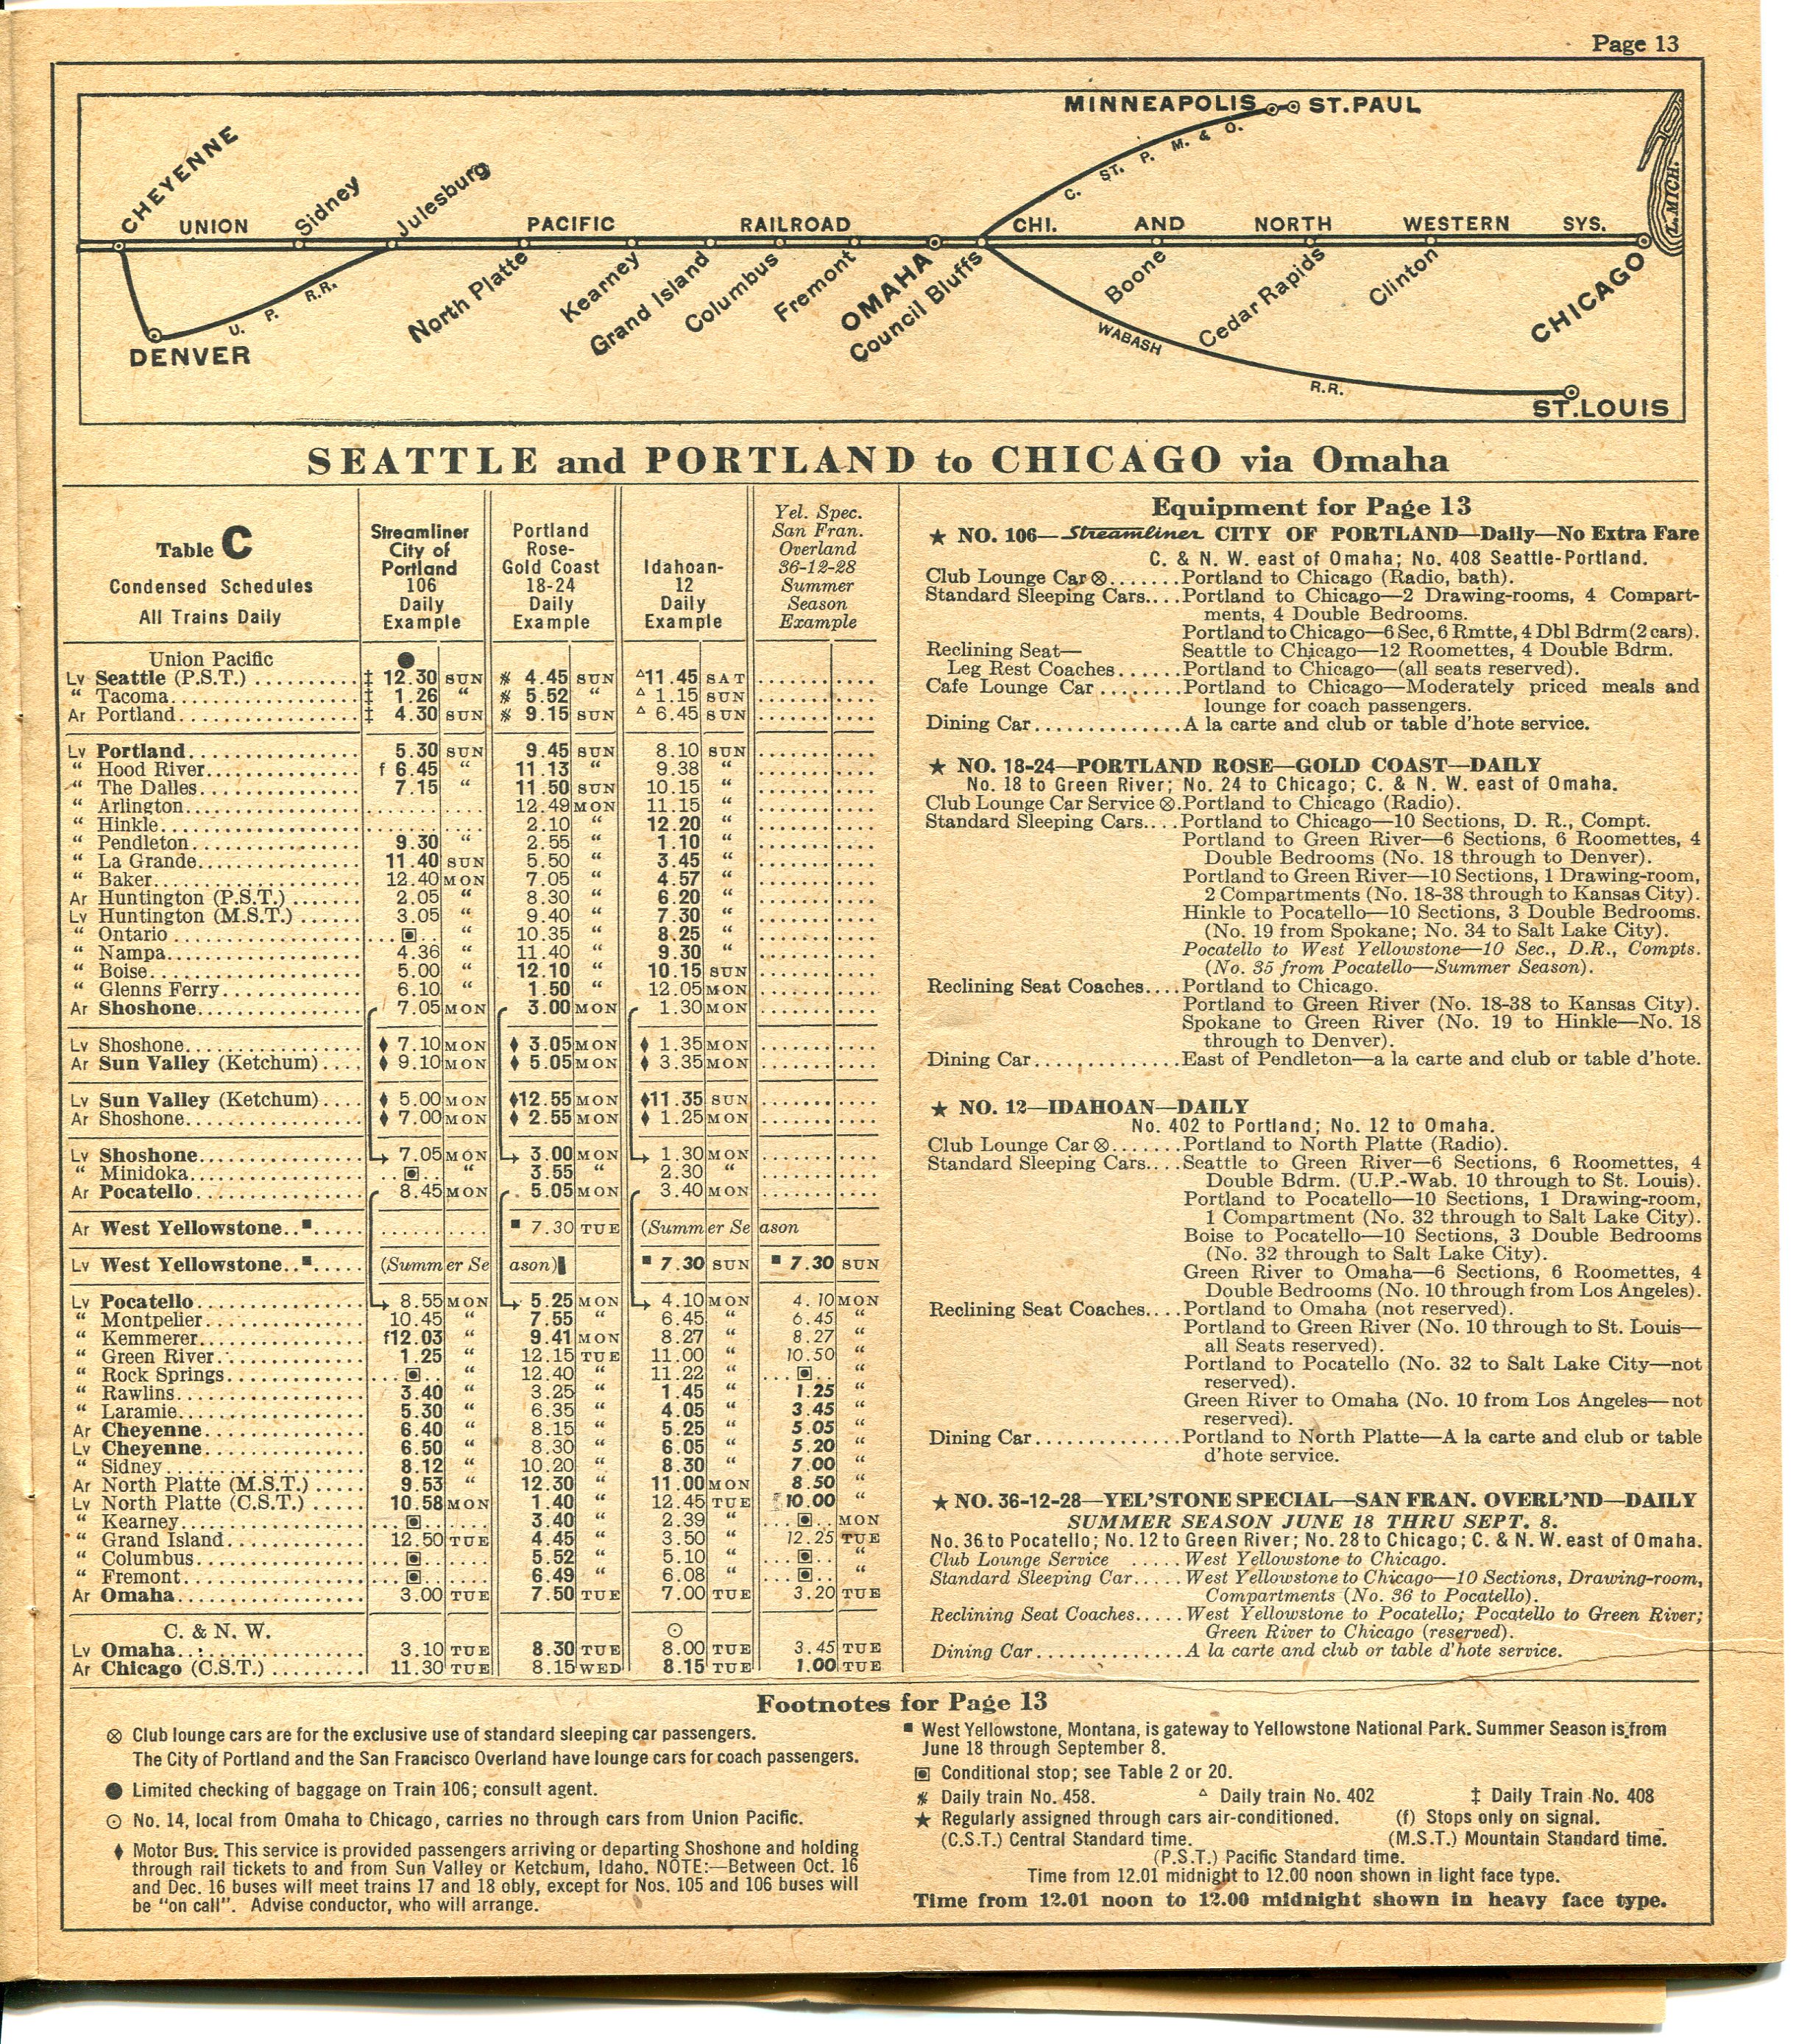 Page 13
MINNEAPOLIS ST.PAUL
C. ST. P. M. & O.
L. MICH.
CHEYENNE
Sidney
Julesburg
UNION PACIFIC RAILROAD CHI. AND NORTH WESTERN SYS.
North Platte
Kearney
Grand Island
Columbus
Fremont
OMAHA
Council Bluffs
Boone
Cedar Rapids
Clinton
CHICAGO
U. P. R.R.
DENVER
WABASH R.R.
ST.LOUIS
SEATTLE and PORTLAND to CHICAGO via Omaha
Table C
Condensed Schedules
All Trains Daily
Streamliner
City of
Portland
106
Daily
Example
Portland
Rose-
Gold Coast
18-24
Daily
Example
Idahoan-
12
Daily
Example
Yel. Spec.
San Fran.
Overland
36-12-28
Summer
Season
Example
Union Pacific ●
Lv Seattle (P.S.T.) ‡ 12.30 SUN 4.45 SUN △11.45 SAT
“ Tacoma ‡ 1.26 “ 5.52 “ △ 1.15 SUN
Ar Portland ‡ 4.30 SUN 9.15 SUN △ 6.45 SUN
Lv Portland 5.30 SUN 9.45 SUN 8.10 SUN
“ Hood River f 6.45 “ 11.13 “ 9.38 “
“ The Dalles 7.15 “ 11.50 SUN 10.15 “
“ Arlington 12.49 MON 11.15 “
“ Hinkle 2.10 “ 12.20 “
“ Pendleton 9.30 “ 2.55 “ 1.10 “
“ La Grande 11.40 SUN 5.50 “ 3.45 “
“ Baker 12.40 MON 7.05 “ 4.57 “
Ar Huntington (P.S.T.) 2.05 “ 8.30 “ 6.20 “
Lv Huntington (M.S.T.) 3.05 “ 9.40 “ 7.30 “
“ Ontario ▣ “ 10.35 “ 8.25 “
“ Nampa 4.36 “ 11.40 “ 9.30 “
“ Boise 5.00 “ 12.10 “ 10.15 SUN
“ Glenns Ferry 6.10 “ 1.50 “ 12.05 MON
Ar Shoshone 7.05 MON 3.00 MON 1.30 MON
Lv Shoshone ♦ 7.10 MON ♦ 3.05 MON ♦ 1.35 MON
Ar Sun Valley (Ketchum) ♦ 9.10 MON ♦ 5.05 MON ♦ 3.35 MON
Lv Sun Valley (Ketchum) ♦ 5.00 MON ♦12.55 MON ♦11.35 SUN
Ar Shoshone ♦ 7.00 MON ♦ 2.55 MON ♦ 1.25 MON
Lv Shoshone 7.05 MON 3.00 MON 1.30 MON
“ Minidoka ▣ “ 3.55 “ 2.30 “
Ar Pocatello 8.45 MON 5.05 MON 3.40 MON
Ar West Yellowstone..■ ■ 7.30 TUE (Summer Season
Lv West Yellowstone..■ (Summer Season) ■ 7.30 SUN ■ 7.30 SUN
Lv Pocatello 8.55 MON 5.25 MON 4.10 MON 4.10 MON
“ Montpelier 10.45 “ 7.55 “ 6.45 “ 6.45 “
“ Kemmerer f12.03 “ 9.41 MON 8.27 “ 8.27 “
“ Green River 1.25 “ 12.15 TUE 11.00 “ 10.50 “
“ Rock Springs ▣ “ 12.40 “ 11.22 “ ▣ “
“ Rawlins 3.40 “ 3.25 “ 1.45 “ 1.25 “
“ Laramie 5.30 “ 6.35 “ 4.05 “ 3.45 “
Ar Cheyenne 6.40 “ 8.15 “ 5.25 “ 5.05 “
Lv Cheyenne 6.50 “ 8.30 “ 6.05 “ 5.20 “
“ Sidney 8.12 “ 10.20 “ 8.30 “ 7.00 “
Ar North Platte (M.S.T.) 9.53 “ 12.30 “ 11.00 MON 8.50 “
Lv North Platte (C.S.T.) 10.58 MON 1.40 “ 12.45 TUE 10.00 “
“ Kearney ▣ 3.40 “ 2.39 “ ▣ MON
“ Grand Island 12.50 TUE 4.45 “ 3.50 “ 12.25 TUE
“ Columbus ▣ 5.52 “ 5.10 “ ▣ “
“ Fremont ▣ 6.49 “ 6.08 “ ▣ “
Ar Omaha 3.00 TUE 7.50 TUE 7.00 TUE 3.20 TUE
C. & N. W. ⊙
Lv Omaha 3.10 TUE 8.30 TUE 8.00 TUE 3.45 TUE
Ar Chicago (C.S.T.) 11.30 TUE 8.15 WED 8.15 TUE 1.00 TUE
Equipment for Page 13
★ NO. 106—Streamliner CITY OF PORTLAND—Daily—No Extra Fare
C. & N. W. east of Omaha; No. 408 Seattle-Portland.
Club Lounge Car ⊗.......Portland to Chicago (Radio, bath).
Standard Sleeping Cars....Portland to Chicago—2 Drawing-rooms, 4 Compart-
ments, 4 Double Bedrooms.
Portland to Chicago—6 Sec, 6 Rmtte, 4 Dbl Bdrm (2 cars).
Reclining Seat— Seattle to Chicago—12 Roomettes, 4 Double Bdrm.
Leg Rest Coaches.......Portland to Chicago—(all seats reserved).
Cafe Lounge Car ........Portland to Chicago—Moderately priced meals and
lounge for coach passengers.
Dining Car..............A la carte and club or table d'hote service.
★ NO. 18-24—PORTLAND ROSE—GOLD COAST—DAILY
No. 18 to Green River; No. 24 to Chicago; C. & N. W. east of Omaha.
Club Lounge Car Service ⊗.Portland to Chicago (Radio).
Standard Sleeping Cars....Portland to Chicago—10 Sections, D. R., Compt.
Portland to Green River—6 Sections, 6 Roomettes, 4
Double Bedrooms (No. 18 through to Denver).
Portland to Green River—10 Sections, 1 Drawing-room,
2 Compartments (No. 18-38 through to Kansas City).
Hinkle to Pocatello—10 Sections, 3 Double Bedrooms.
(No. 19 from Spokane; No. 34 to Salt Lake City).
Pocatello to West Yellowstone—10 Sec., D.R., Compts.
(No. 35 from Pocatello—Summer Season).
Reclining Seat Coaches....Portland to Chicago.
Portland to Green River (No. 18-38 to Kansas City).
Spokane to Green River (No. 19 to Hinkle—No. 18
through to Denver).
Dining Car..............East of Pendleton—a la carte and club or table d'hote.
★ NO. 12—IDAHOAN—DAILY
No. 402 to Portland; No. 12 to Omaha.
Club Lounge Car ⊗.......Portland to North Platte (Radio).
Standard Sleeping Cars....Seattle to Green River—6 Sections, 6 Roomettes, 4
Double Bdrm. (U.P.-Wab. 10 through to St. Louis).
Portland to Pocatello—10 Sections, 1 Drawing-room,
1 Compartment (No. 32 through to Salt Lake City).
Boise to Pocatello—10 Sections, 3 Double Bedrooms
(No. 32 through to Salt Lake City).
Green River to Omaha—6 Sections, 6 Roomettes, 4
Double Bedrooms (No. 10 through from Los Angeles).
Reclining Seat Coaches....Portland to Omaha (not reserved).
Portland to Green River (No. 10 through to St. Louis—
all Seats reserved).
Portland to Pocatello (No. 32 to Salt Lake City—not
reserved).
Green River to Omaha (No. 10 from Los Angeles—not
reserved).
Dining Car..............Portland to North Platte—A la carte and club or table
d'hote service.
★ NO. 36-12-28—YEL'STONE SPECIAL—SAN FRAN. OVERL'ND—DAILY
SUMMER SEASON JUNE 18 THRU SEPT. 8.
No. 36 to Pocatello; No. 12 to Green River; No. 28 to Chicago; C. & N. W. east of Omaha.
Club Lounge Service .....West Yellowstone to Chicago.
Standard Sleeping Car.....West Yellowstone to Chicago—10 Sections, Drawing-room,
Compartments (No. 36 to Pocatello).
Reclining Seat Coaches.....West Yellowstone to Pocatello; Pocatello to Green River;
Green River to Chicago (reserved).
Dining Car..............A la carte and club or table d'hote service.
Footnotes for Page 13
⊗ Club lounge cars are for the exclusive use of standard sleeping car passengers.
The City of Portland and the San Francisco Overland have lounge cars for coach passengers.
● Limited checking of baggage on Train 106; consult agent.
⊙ No. 14, local from Omaha to Chicago, carries no through cars from Union Pacific.
♦ Motor Bus. This service is provided passengers arriving or departing Shoshone and holding
through rail tickets to and from Sun Valley or Ketchum, Idaho. NOTE:—Between Oct. 16
and Dec. 16 buses will meet trains 17 and 18 obly, except for Nos. 105 and 106 buses will
be “on call”. Advise conductor, who will arrange.
■ West Yellowstone, Montana, is gateway to Yellowstone National Park. Summer Season is from
June 18 through September 8.
▣ Conditional stop; see Table 2 or 20.
Daily train No. 458. △ Daily train No. 402 ‡ Daily Train No. 408
★ Regularly assigned through cars air-conditioned. (f) Stops only on signal.
(C.S.T.) Central Standard time. (M.S.T.) Mountain Standard time.
(P.S.T.) Pacific Standard time.
Time from 12.01 midnight to 12.00 noon shown in light face type.
Time from 12.01 noon to 12.00 midnight shown in heavy face type.